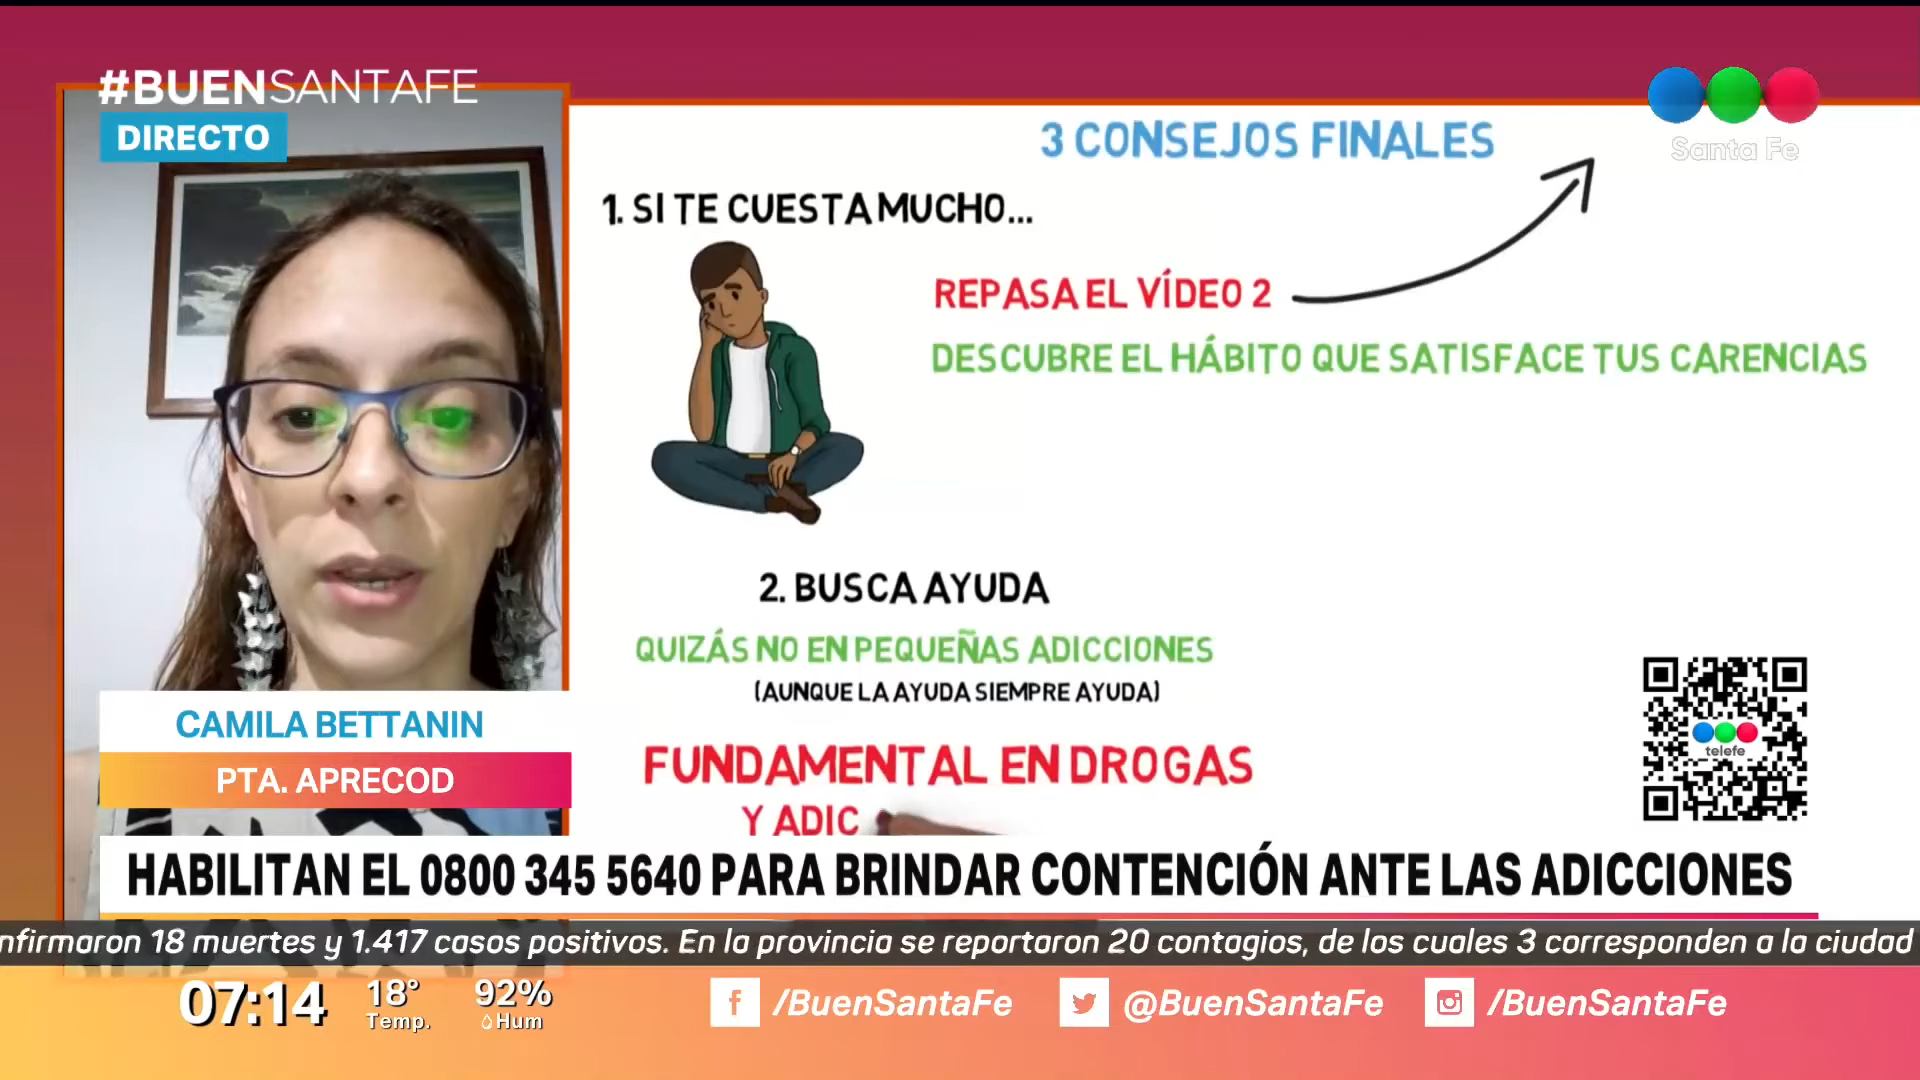 #BUENSANTAFE
DIRECTO
Santa Fe
3 CONSEJOS FINALES
1. SI TE CUESTA MUCHO...
REPASA EL VÍDEO 2
DESCUBRE EL HÁBITO QUE SATISFACE TUS CARENCIAS
2. BUSCA AYUDA
QUIZÁS NO EN PEQUEÑAS ADICCIONES
(AUNQUE LA AYUDA SIEMPRE AYUDA)
FUNDAMENTAL EN DROGAS
Y ADIC
telefe
CAMILA BETTANIN
PTA. APRECOD
HABILITAN EL 0800 345 5640 PARA BRINDAR CONTENCIÓN ANTE LAS ADICCIONES
nfirmaron 18 muertes y 1.417 casos positivos. En la provincia se reportaron 20 contagios, de los cuales 3 corresponden a la ciudad
07:14
18° Temp.
92% Hum
/BuenSantaFe
@BuenSantaFe
/BuenSantaFe